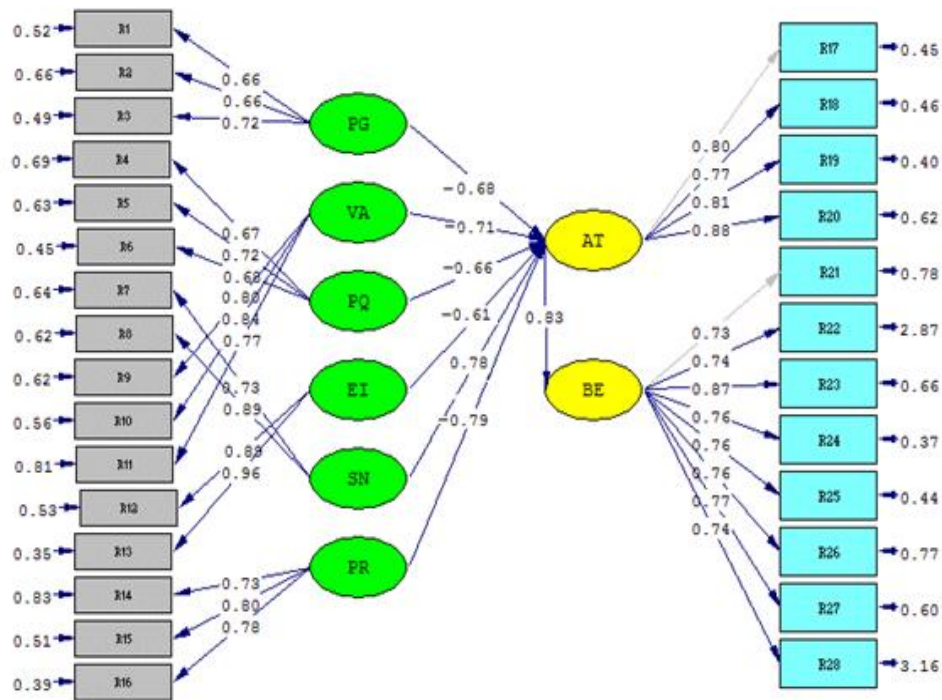 0.52 R1
0.66 R2
0.49 R3
0.69 R4
0.63 R5
0.45 R6
0.64 R7
0.62 R8
0.62 R9
0.56 R10
0.81 R11
0.53 R12
0.35 R13
0.83 R14
0.51 R15
0.39 R16
0.66
0.66
0.72
0.67
0.72
0.68
0.80
0.84
0.77
0.73
0.89
0.89
0.96
0.73
0.80
0.78
PG
VA
PQ
EI
SN
PR
-0.68
-0.71
-0.66
-0.61
0.78
-0.79
AT
0.83
BE
0.80
0.77
0.81
0.88
0.73
0.74
0.87
0.76
0.76
0.76
0.77
0.74
R17 0.45
R18 0.46
R19 0.40
R20 0.62
R21 0.78
R22 2.87
R23 0.66
R24 0.37
R25 0.44
R26 0.77
R27 0.60
R28 3.16